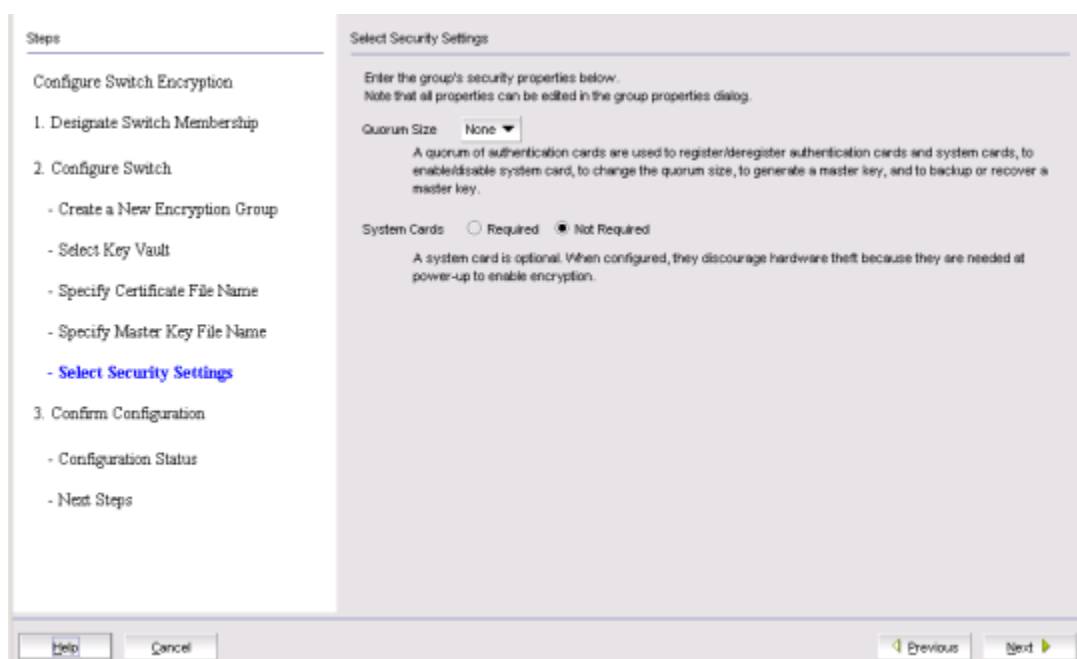 Steps
Configure Switch Encryption
1. Designate Switch Membership
2. Configure Switch
- Create a New Encryption Group
- Select Key Vault
- Specify Certificate File Name
- Specify Master Key File Name
- Select Security Settings
3. Confirm Configuration
- Configuration Status
- Next Steps
Select Security Settings
Enter the group's security properties below.
Note that all properties can be edited in the group properties dialog.
Quorum Size None
A quorum of authentication cards are used to register/deregister authentication cards and system cards, to
enable/disable system card, to change the quorum size, to generate a master key, and to backup or recover a
master key.
System Cards Required Not Required
A system card is optional. When configured, they discourage hardware theft because they are needed at
power-up to enable encryption.
Help Cancel Previous Next